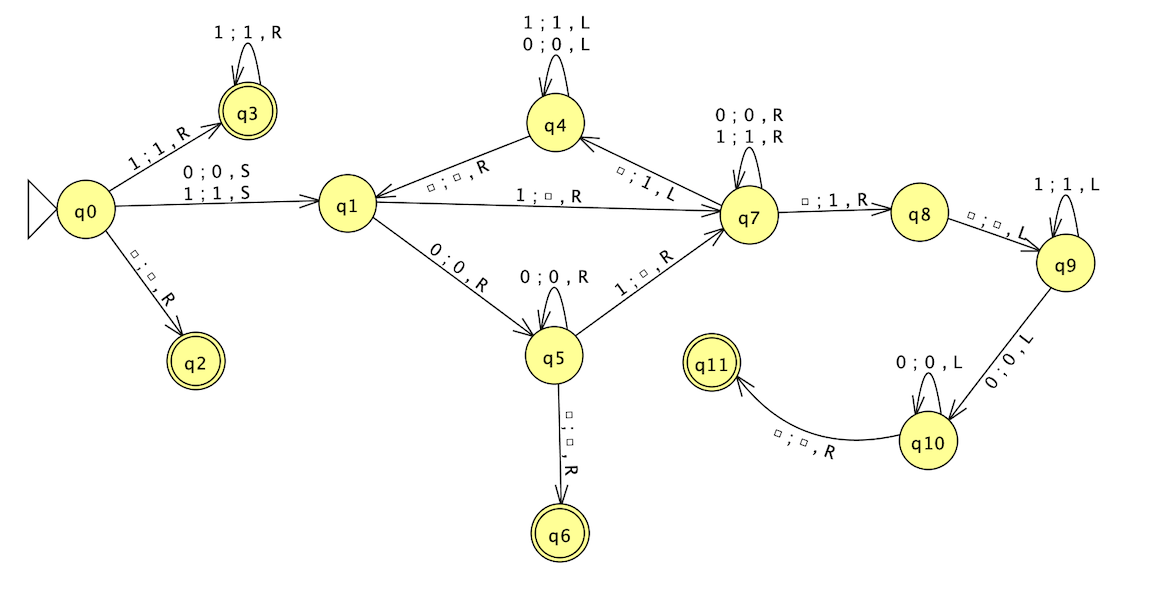 1 ; 1 , R
q3
1 ; 1 , R
0 ; 0 , S
1 ; 1 , S
q0
□ ; □ , R
q2
q1
1 ; 1 , L
0 ; 0 , L
q4
□ ; □ , R
1 ; □ , R
□ ; 1 , L
0 ; 0 , R
1 ; 1 , R
q7
□ ; 1 , R
q8
□ ; □ , L
1 ; 1 , L
q9
0 ; 0 , R
0 ; 0 , R
q5
1 ; □ , R
□ ; □ , R
q6
0 ; 0 , L
0 ; 0 , L
q10
□ ; □ , R
q11